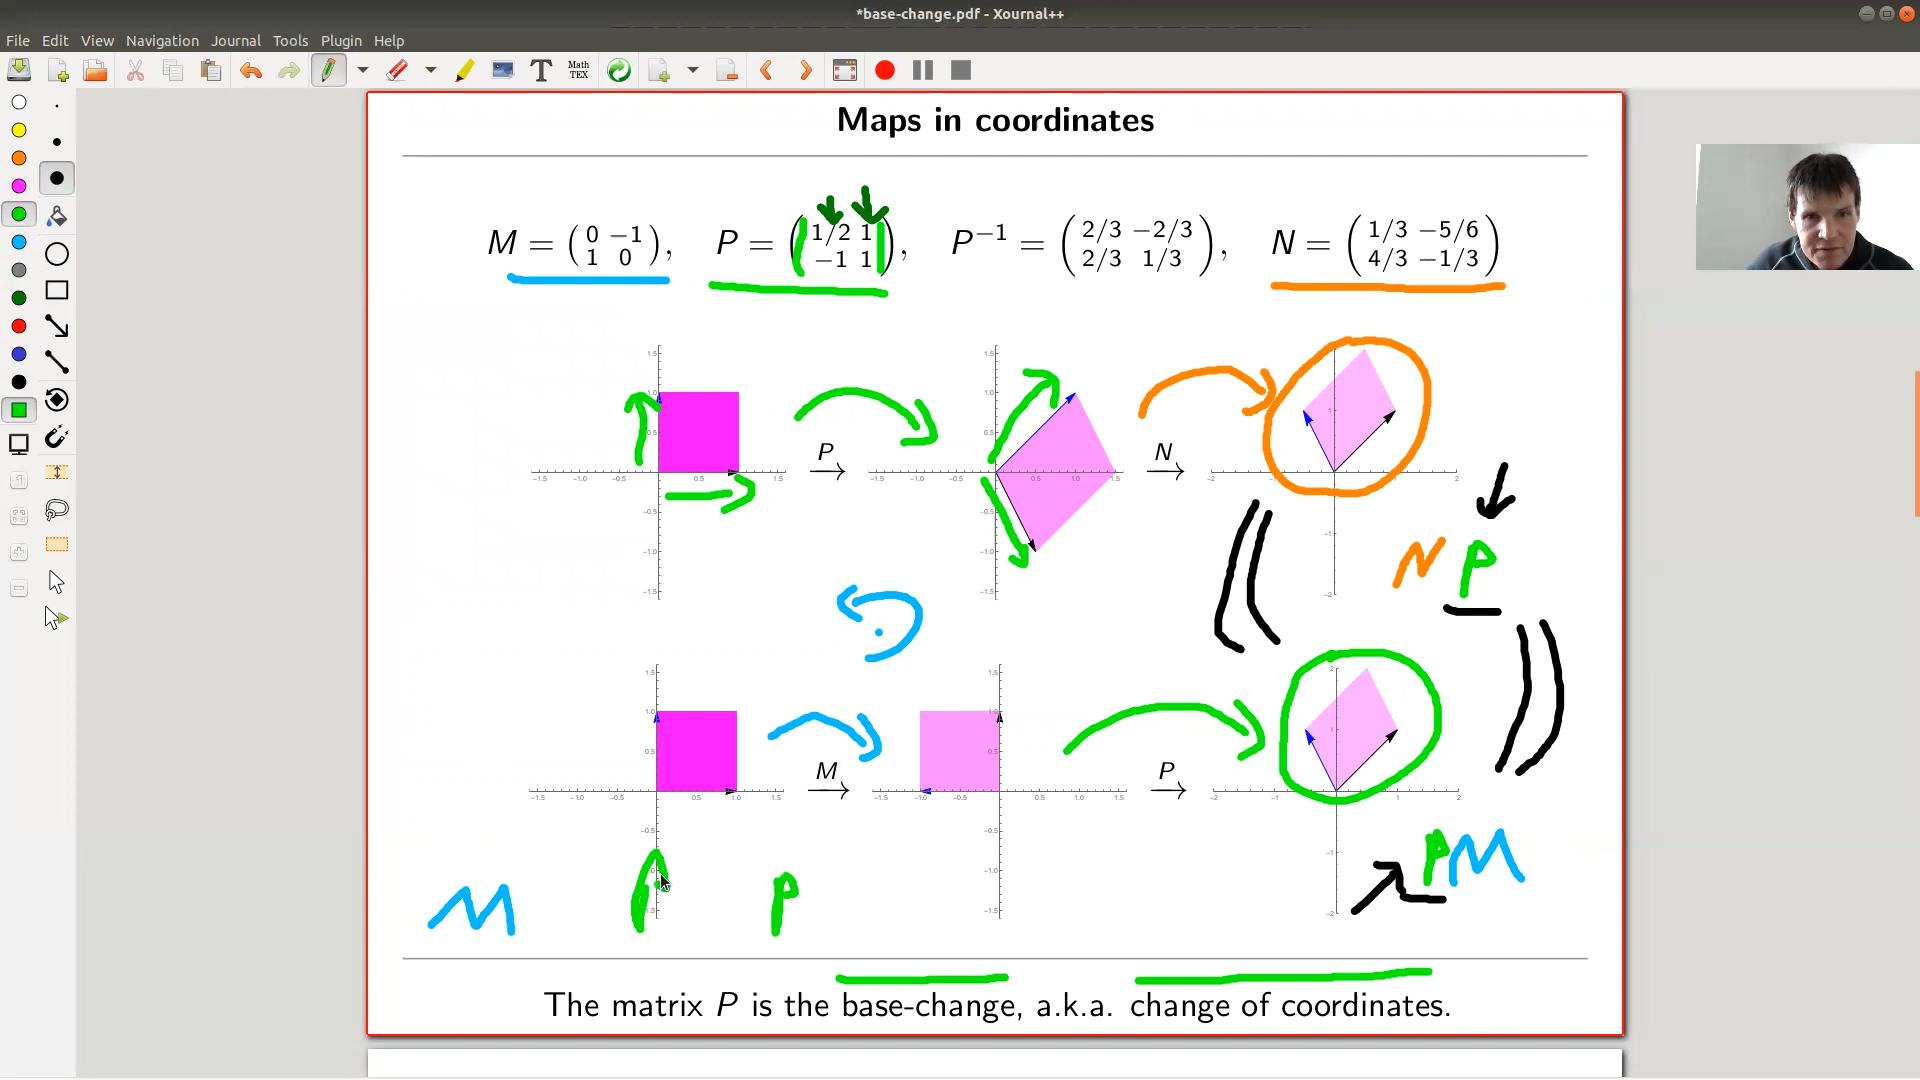 *base-change.pdf - Xournal++
File Edit View Navigation Journal Tools Plugin Help
T Math TEX
Maps in coordinates
M = ( 0 −1 ), P = ( 1/2 1 ), P−1 = ( 2/3 −2/3 ), N = ( 1/3 −5/6 )
1 0 −1 1 2/3 1/3 4/3 −1/3
P N
→ →
N P
M P
→ →
P M
M P P
The matrix P is the base-change, a.k.a. change of coordinates.